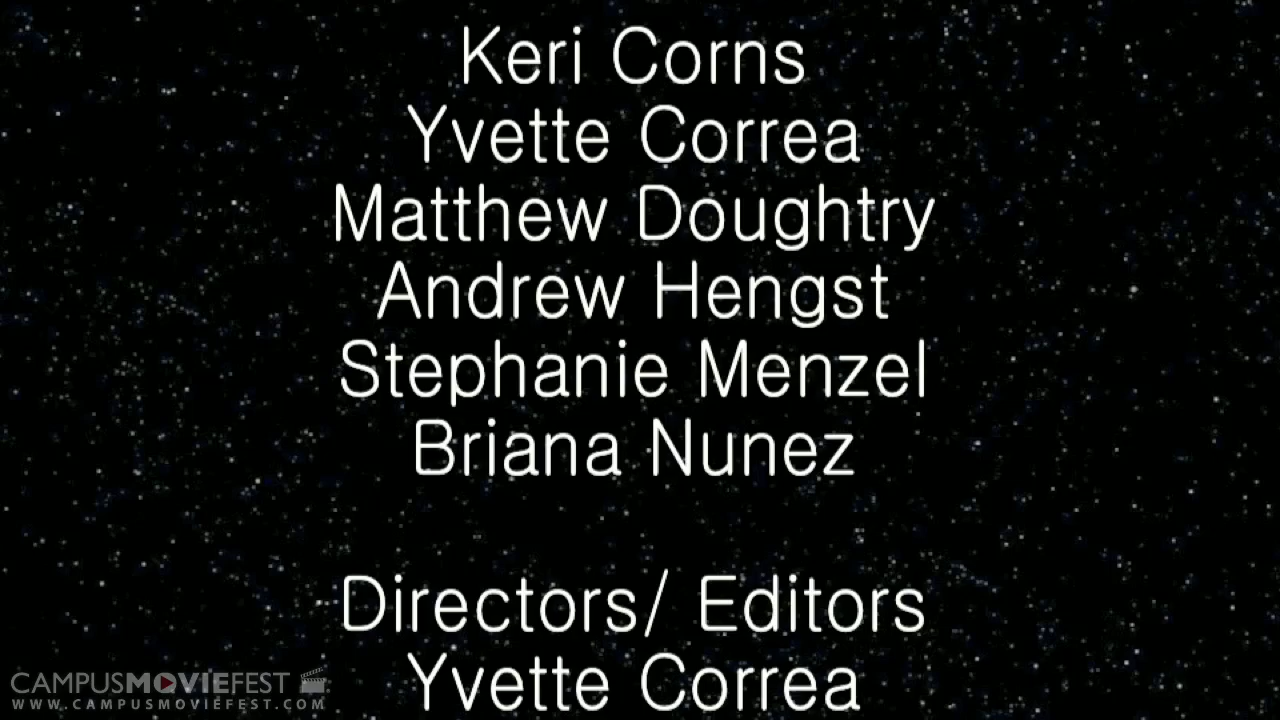 Keri Corns
Yvette Correa
Matthew Doughtry
Andrew Hengst
Stephanie Menzel
Briana Nunez
Directors/ Editors
Yvette Correa
CAMPUSMOVIEFEST
WWW.CAMPUSMOVIEFEST.COM